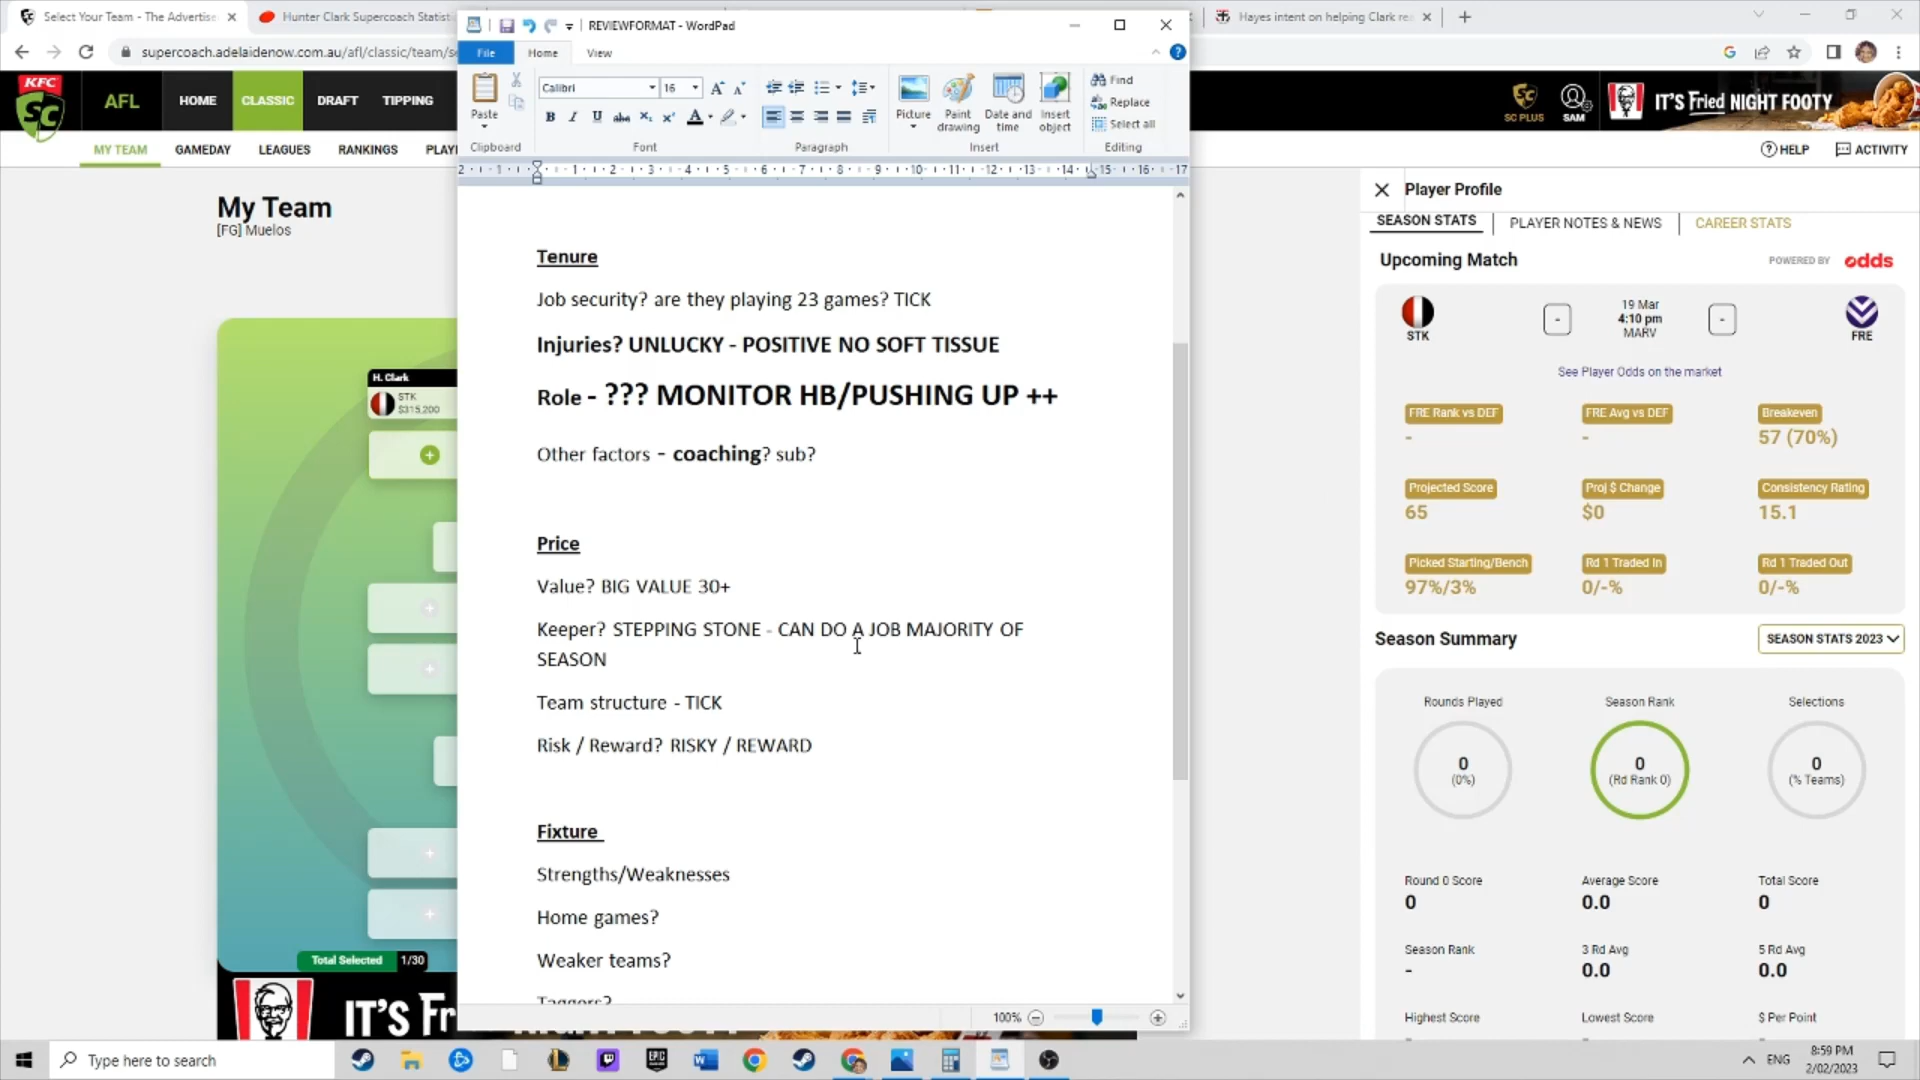 Select Your Team - The Advertise
Hunter Clark Supercoach Statist
REVIEWFORMAT - WordPad
Hayes intent on helping Clark re
supercoach.adelaidenow.com.au/afl/classic/team/s
File
Home
View
Paste
Clipboard
Calibri
16
Font
Paragraph
Picture
Paint drawing
Date and time
Insert object
Insert
Find
Replace
Select all
Editing
KFC
SC
AFL
HOME
CLASSIC
DRAFT
TIPPING
SC PLUS
SAM
IT'S Fried NIGHT FOOTY
MY TEAM
GAMEDAY
LEAGUES
RANKINGS
PLAY
HELP
ACTIVITY
My Team
[FG] Muelos
H. Clark
STK
$315,200
Total Selected 1/30
IT'S Fr
Tenure
Job security? are they playing 23 games? TICK
Injuries? UNLUCKY - POSITIVE NO SOFT TISSUE
Role - ??? MONITOR HB/PUSHING UP ++
Other factors - coaching? sub?
Price
Value? BIG VALUE 30+
Keeper? STEPPING STONE - CAN DO A JOB MAJORITY OF
SEASON
Team structure - TICK
Risk / Reward? RISKY / REWARD
Fixture
Strengths/Weaknesses
Home games?
Weaker teams?
Taggers?
100%
Player Profile
SEASON STATS
PLAYER NOTES & NEWS
CAREER STATS
Upcoming Match
POWERED BY odds
STK
-
19 Mar
4:10 pm
MARV
-
FRE
See Player Odds on the market
FRE Rank vs DEF
-
FRE Avg vs DEF
-
Breakeven
57 (70%)
Projected Score
65
Proj $ Change
$0
Consistency Rating
15.1
Picked Starting/Bench
97%/3%
Rd 1 Traded In
0/-%
Rd 1 Traded Out
0/-%
Season Summary
SEASON STATS 2023
Rounds Played
0
(0%)
Season Rank
0
(Rd Rank 0)
Selections
0
(% Teams)
Round 0 Score
0
Average Score
0.0
Total Score
0
Season Rank
-
3 Rd Avg
0.0
5 Rd Avg
0.0
Highest Score
Lowest Score
$ Per Point
Type here to search
ENG
8:59 PM
2/02/2023